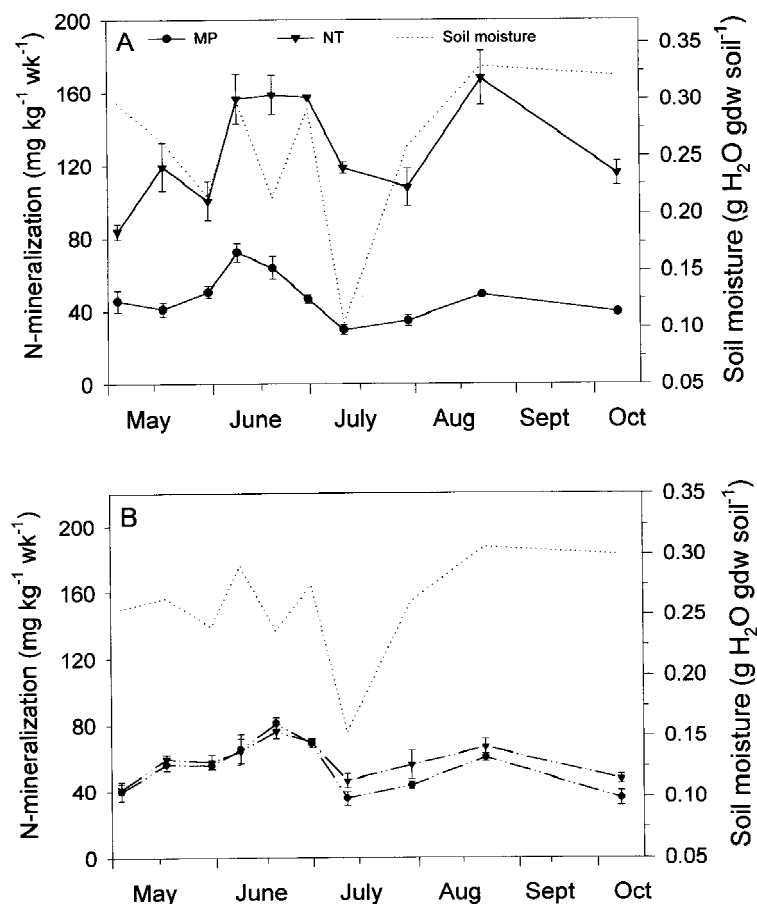 A
MP
NT
Soil moisture
N-mineralization (mg kg⁻¹ wk⁻¹)
200
160
120
80
40
0
0.35
0.30
0.25
0.20
0.15
0.10
0.05
Soil moisture (g H₂O gdw soil⁻¹)
May June July Aug Sept Oct
B
N-mineralization (mg kg⁻¹ wk⁻¹)
200
160
120
80
40
0
0.35
0.30
0.25
0.20
0.15
0.10
0.05
Soil moisture (g H₂O gdw soil⁻¹)
May June July Aug Sept Oct